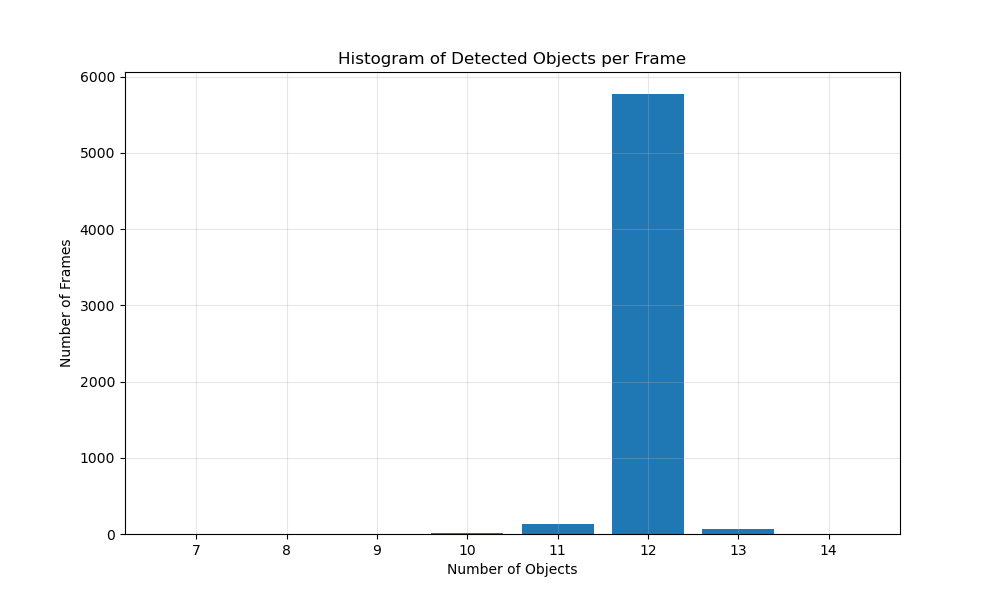 Histogram of Detected Objects per Frame
6000
5000
4000
3000
2000
1000
0
Number of Frames
7 8 9 10 11 12 13 14
Number of Objects